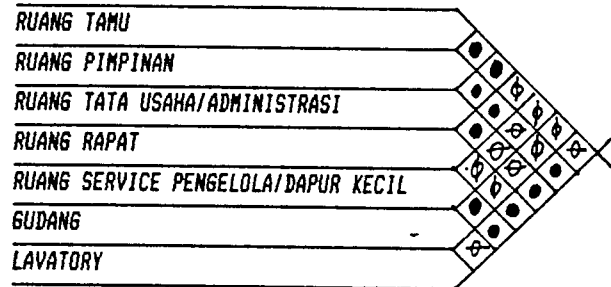 RUANG TAMU
RUANG PIMPINAN
RUANG TATA USAHA/ADMINISTRASI
RUANG RAPAT
RUANG SERVICE PENGELOLA/DAPUR KECIL
GUDANG
LAVATORY